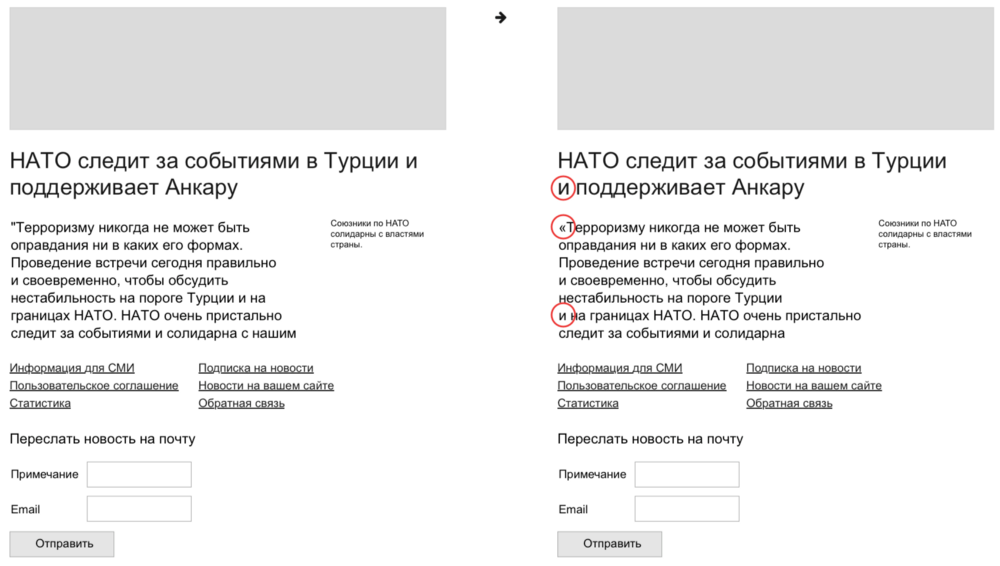 НАТО следит за событиями в Турции и
поддерживает Анкару
"Терроризму никогда не может быть
оправдания ни в каких его формах.
Проведение встречи сегодня правильно
и своевременно, чтобы обсудить
нестабильность на пороге Турции и на
границах НАТО. НАТО очень пристально
следит за событиями и солидарна с нашим
Союзники по НАТО
солидарны с властями
страны.
Информация для СМИ
Пользовательское соглашение
Статистика
Подписка на новости
Новости на вашем сайте
Обратная связь
Переслать новость на почту
Примечание
Email
Отправить
НАТО следит за событиями в Турции
и поддерживает Анкару
«Терроризму никогда не может быть
оправдания ни в каких его формах.
Проведение встречи сегодня правильно
и своевременно, чтобы обсудить
нестабильность на пороге Турции
и на границах НАТО. НАТО очень пристально
следит за событиями и солидарна
Союзники по НАТО
солидарны с властями
страны.
Информация для СМИ
Пользовательское соглашение
Статистика
Подписка на новости
Новости на вашем сайте
Обратная связь
Переслать новость на почту
Примечание
Email
Отправить